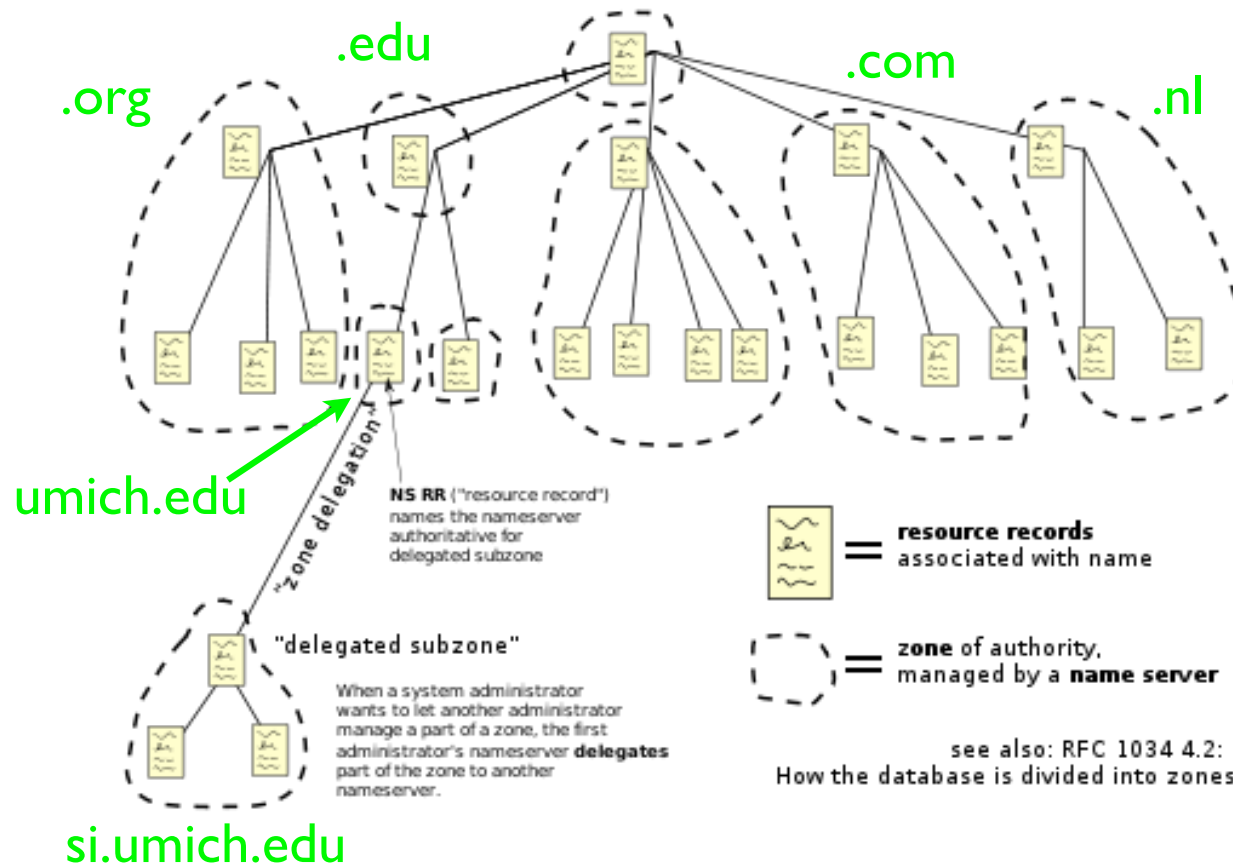 .edu
.com
.org
.nl
umich.edu
"zone delegation"
NS RR ("resource record")
names the nameserver
authoritative for
delegated subzone
resource records
associated with name
"delegated subzone"
zone of authority,
managed by a name server
When a system administrator
wants to let another administrator
manage a part of a zone, the first
administrator's nameserver delegates
part of the zone to another
nameserver.
see also: RFC 1034 4.2:
How the database is divided into zones
si.umich.edu